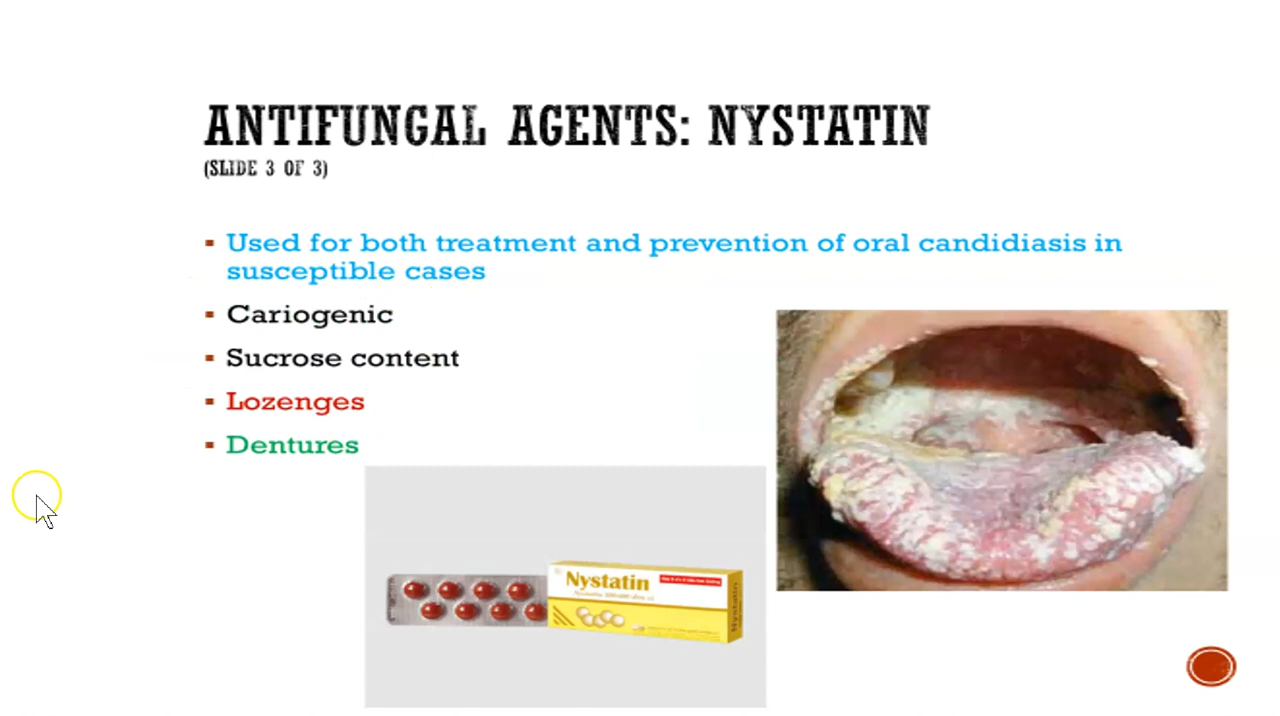 ANTIFUNGAL AGENTS: NYSTATIN
(SLIDE 3 OF 3)
▪ Used for both treatment and prevention of oral candidiasis in
susceptible cases
▪ Cariogenic
▪ Sucrose content
▪ Lozenges
▪ Dentures
Nystatin
Nystatin